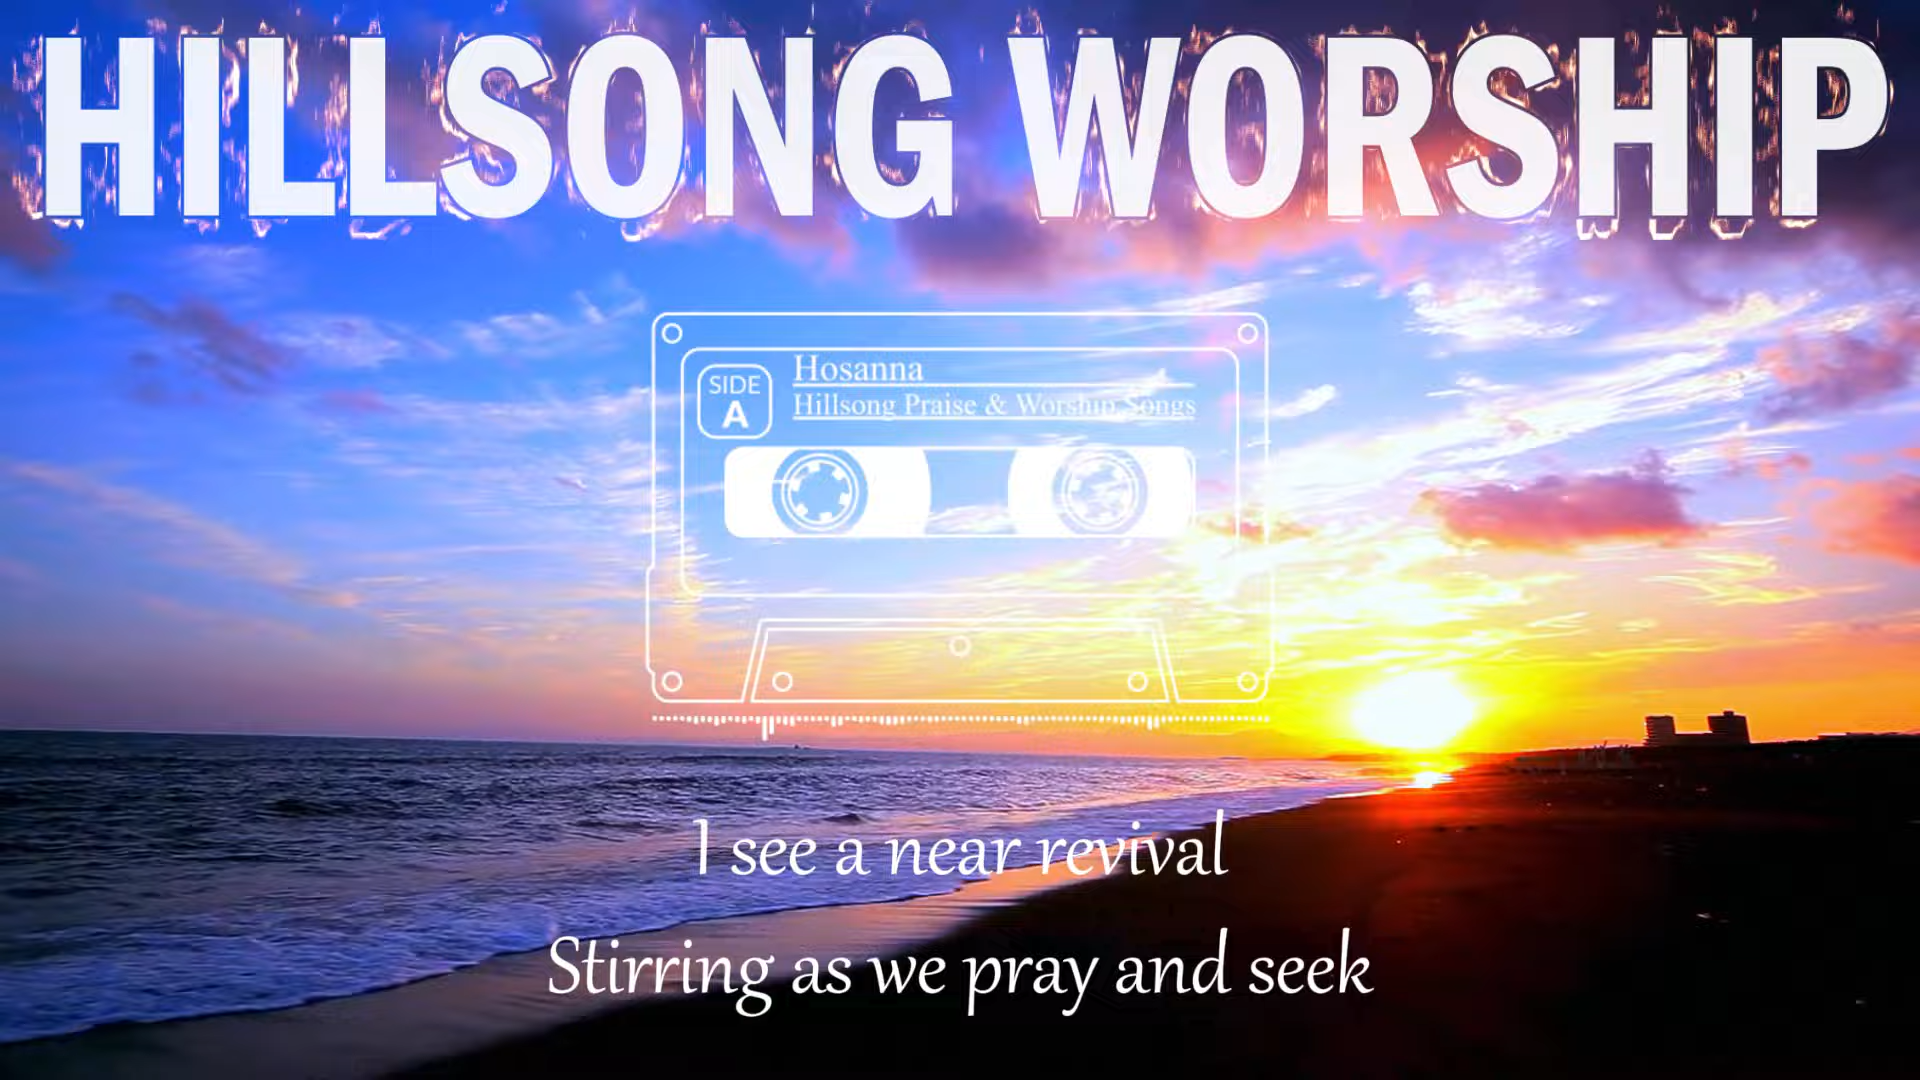 HILLSONG WORSHIP
SIDE
A
Hosanna
Hillsong Praise & Worship Songs
I see a near revival
Stirring as we pray and seek